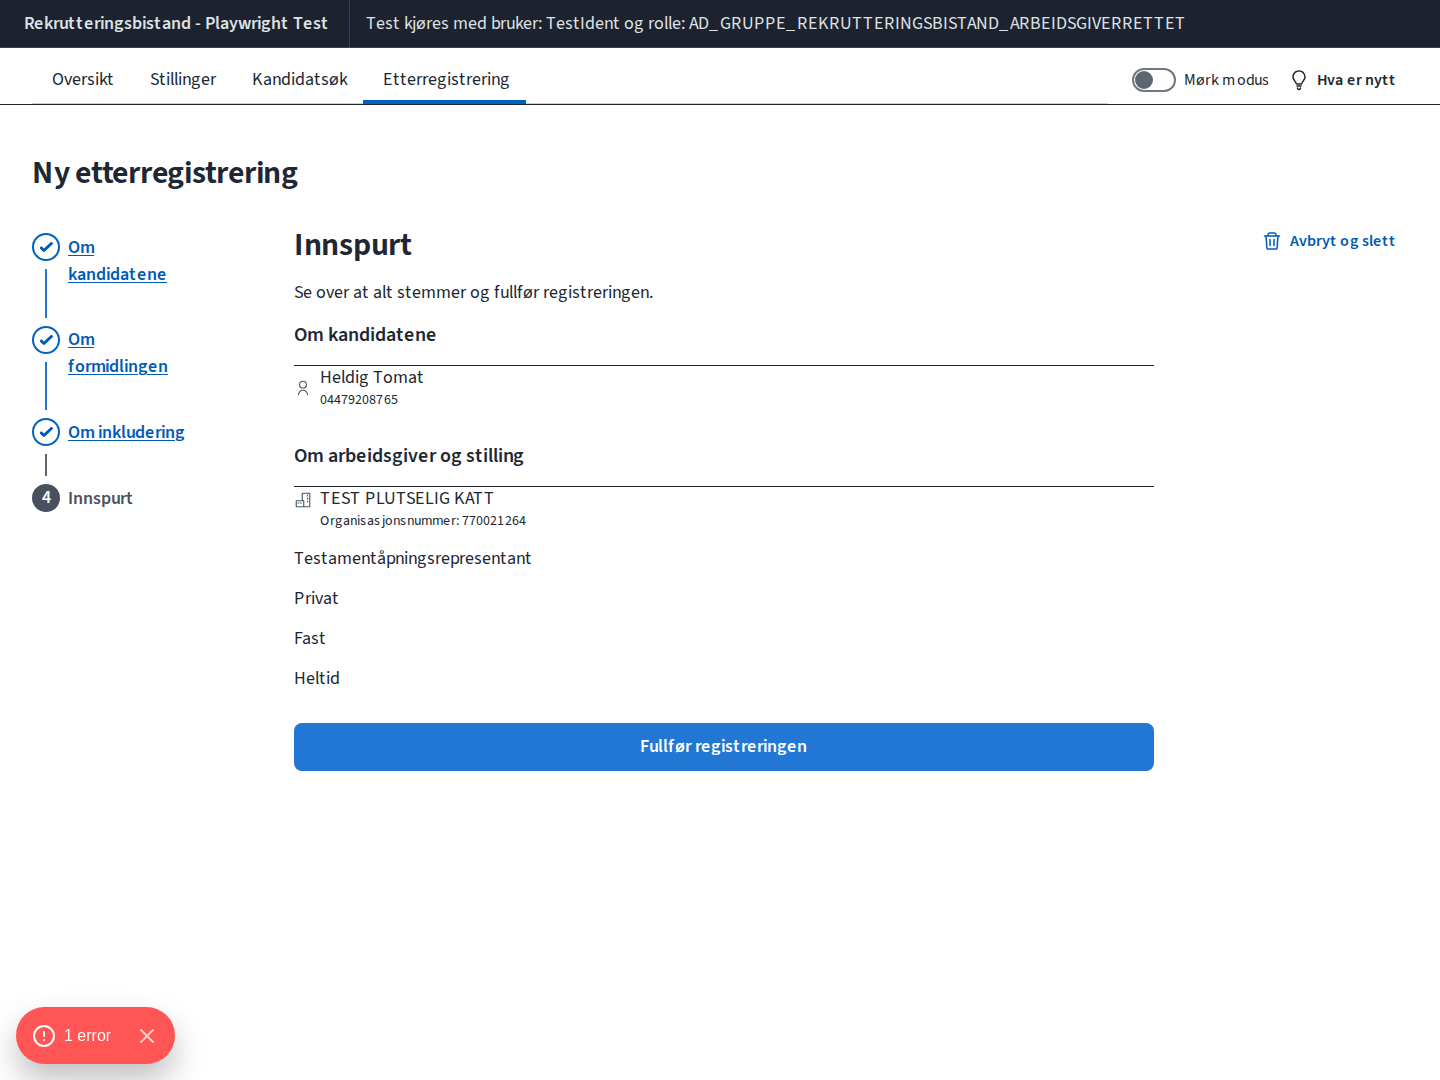 Rekrutteringsbistand - Playwright Test
Test kjøres med bruker: TestIdent og rolle: AD_GRUPPE_REKRUTTERINGSBISTAND_ARBEIDSGIVERRETTET
Oversikt
Stillinger
Kandidatsøk
Etterregistrering
Mørk modus
Hva er nytt
Ny etterregistrering
Om
kandidatene
Om
formidlingen
Om inkludering
4
Innspurt
Innspurt
Avbryt og slett
Se over at alt stemmer og fullfør registreringen.
Om kandidatene
Heldig Tomat
04479208765
Om arbeidsgiver og stilling
TEST PLUTSELIG KATT
Organisasjonsnummer: 770021264
Testamentåpningsrepresentant
Privat
Fast
Heltid
Fullfør registreringen
1 error